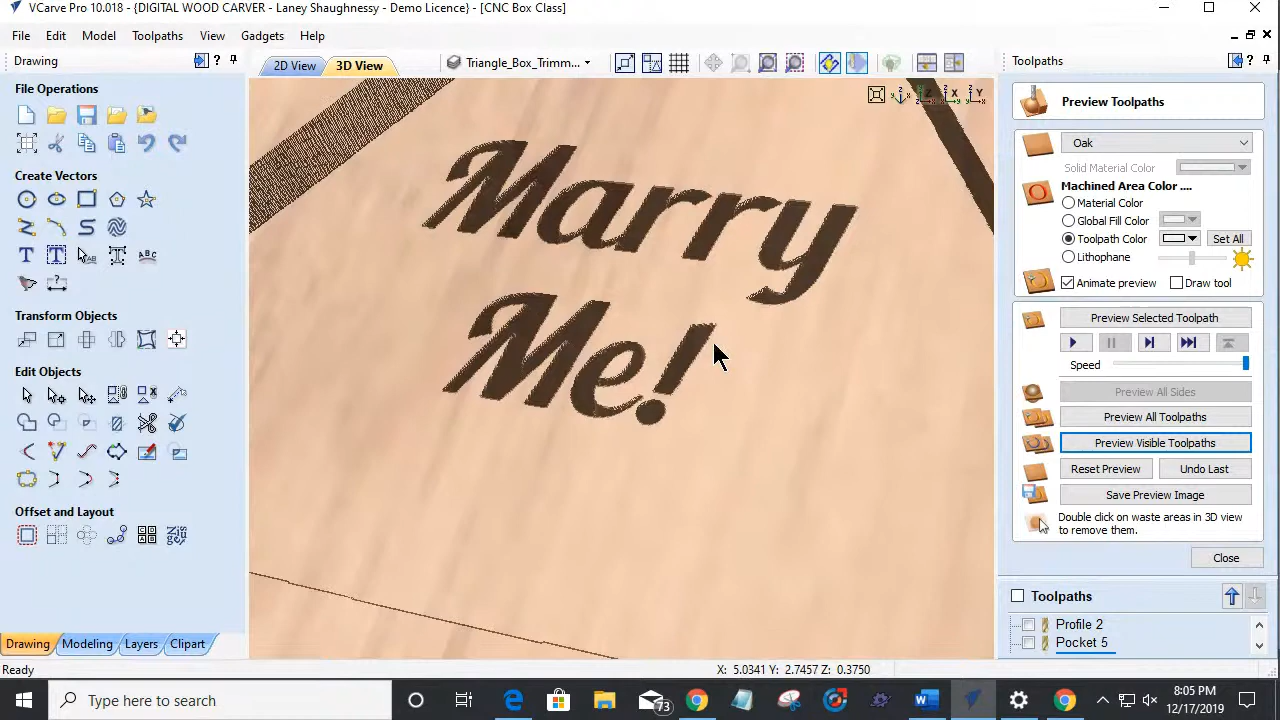 VCarve Pro 10.018 - {DIGITAL WOOD CARVER - Laney Shaughnessy - Demo Licence} - [CNC Box Class]
File Edit Model Toolpaths View Gadgets Help
Drawing
2D View
3D View
Triangle_Box_Trimm...
Toolpaths
File Operations
Create Vectors
Transform Objects
Edit Objects
Offset and Layout
Drawing
Modeling
Layers
Clipart
Marry
Me!
Preview Toolpaths
Oak
Solid Material Color
Machined Area Color ....
Material Color
Global Fill Color
Toolpath Color
Set All
Lithophane
Animate preview
Draw tool
Preview Selected Toolpath
Speed
Preview All Sides
Preview All Toolpaths
Preview Visible Toolpaths
Reset Preview
Undo Last
Save Preview Image
Double click on waste areas in 3D view
to remove them.
Close
Toolpaths
Profile 2
Pocket 5
Ready
X: 5.0341 Y: 2.7457 Z: 0.3750
Type here to search
73
8:05 PM
12/17/2019